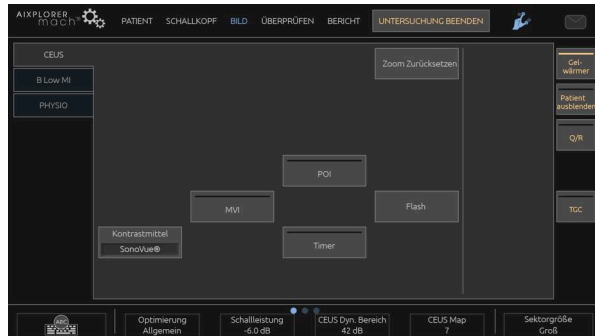 AIXPLORER
mach
PATIENT SCHALLKOPF BILD ÜBERPRÜFEN BERICHT UNTERSUCHUNG BEENDEN
CEUS
B Low MI
PHYSIO
Zoom Zurücksetzen
Gel-
wärmer
Patient
ausblenden
Q/R
POI
MVI
Flash
TGC
Kontrastmittel
SonoVue®
Timer
ABC
Optimierung
Allgemein
Schallleistung
-6.0 dB
CEUS Dyn. Bereich
42 dB
CEUS Map
7
Sektorgröße
Groß